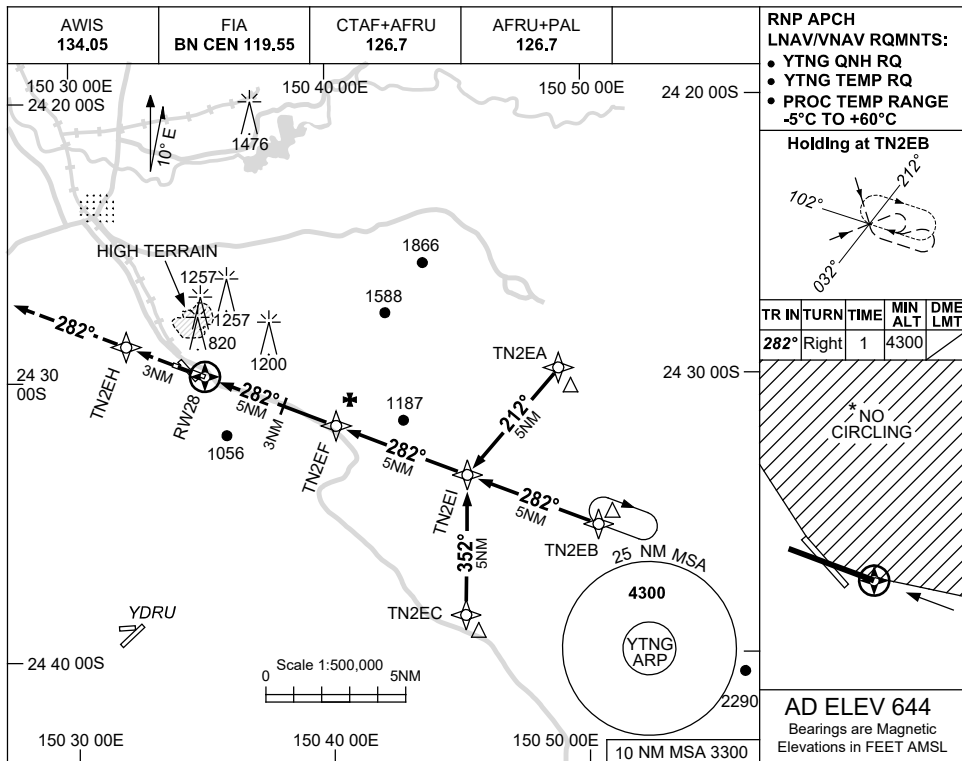 AWIS
134.05
FIA
BN CEN 119.55
CTAF+AFRU
126.7
AFRU+PAL
126.7
RNP APCH
LNAV/VNAV RQMNTS:
• YTNG QNH RQ
• YTNG TEMP RQ
• PROC TEMP RANGE
-5°C TO +60°C
150 30 00E
150 40 00E
150 50 00E
24 20 00S
24 20 00S
10° E
1476
HIGH TERRAIN
1257
1257
820
1200
1866
1588
1187
1056
282°
TN2EH
3NM
RW28
282°
5NM
3NM
TN2EF
282°
5NM
TN2EI
TN2EA
212°
5NM
282°
5NM
TN2EB
352°
5NM
TN2EC
24 30
00S
24 30 00S
YDRU
24 40 00S
Scale 1:500,000
0
5NM
25 NM MSA
4300
YTNG
ARP
2290
10 NM MSA 3300
150 30 00E
150 40 00E
150 50 00E
Holding at TN2EB
212°
102°
032°
TR IN TURN TIME MIN ALT DME LMT
282° Right 1 4300
* NO
CIRCLING
AD ELEV 644
Bearings are Magnetic
Elevations in FEET AMSL